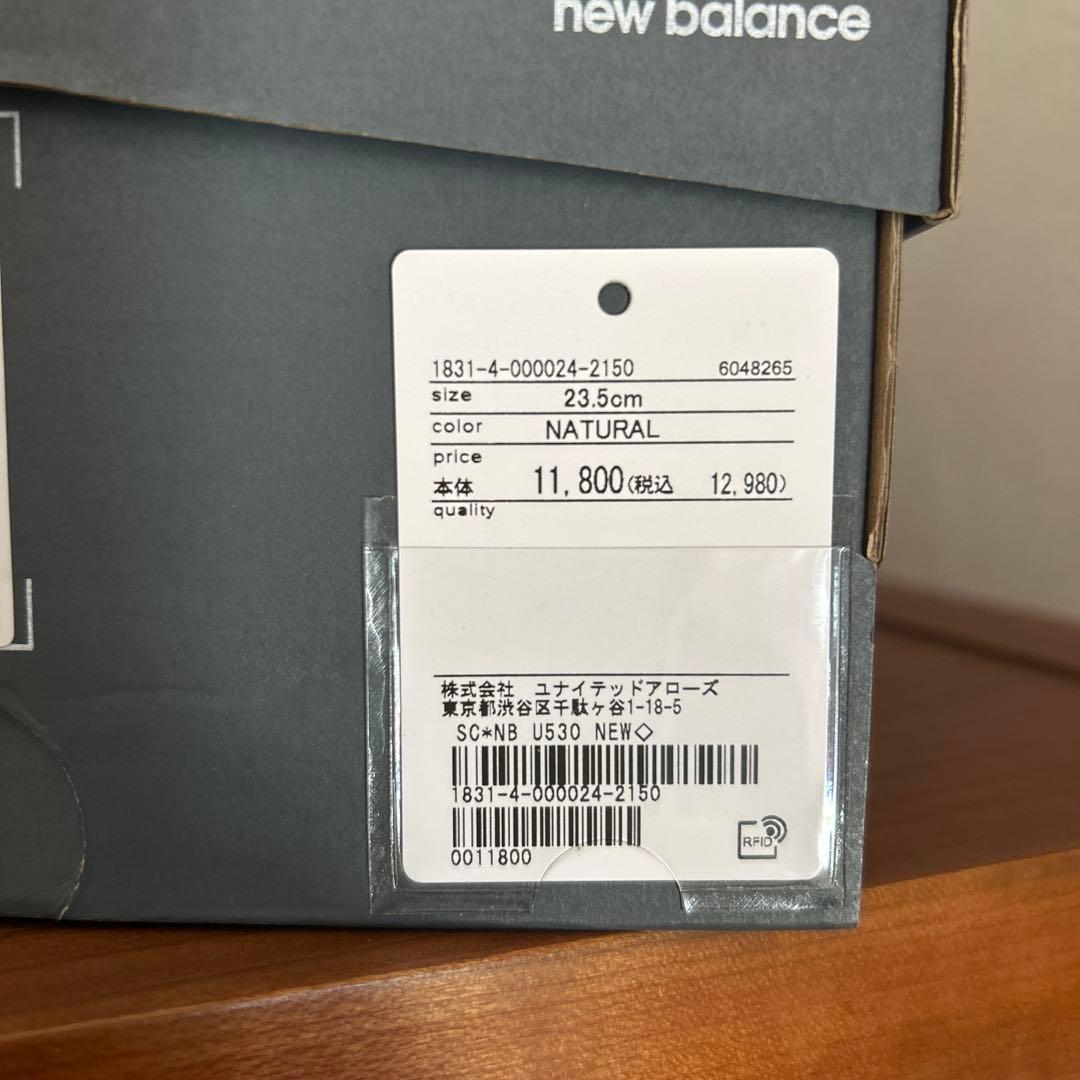 new balance
1831-4-000024-2150 6048265
size 23.5cm
color NATURAL
price
本体 11,800(税込 12,980)
quality
株式会社 ユナイテッドアローズ
東京都渋谷区千駄ヶ谷1-18-5
SC*NB U530 NEW◇
1831-4-000024-2150
0011800
RFID